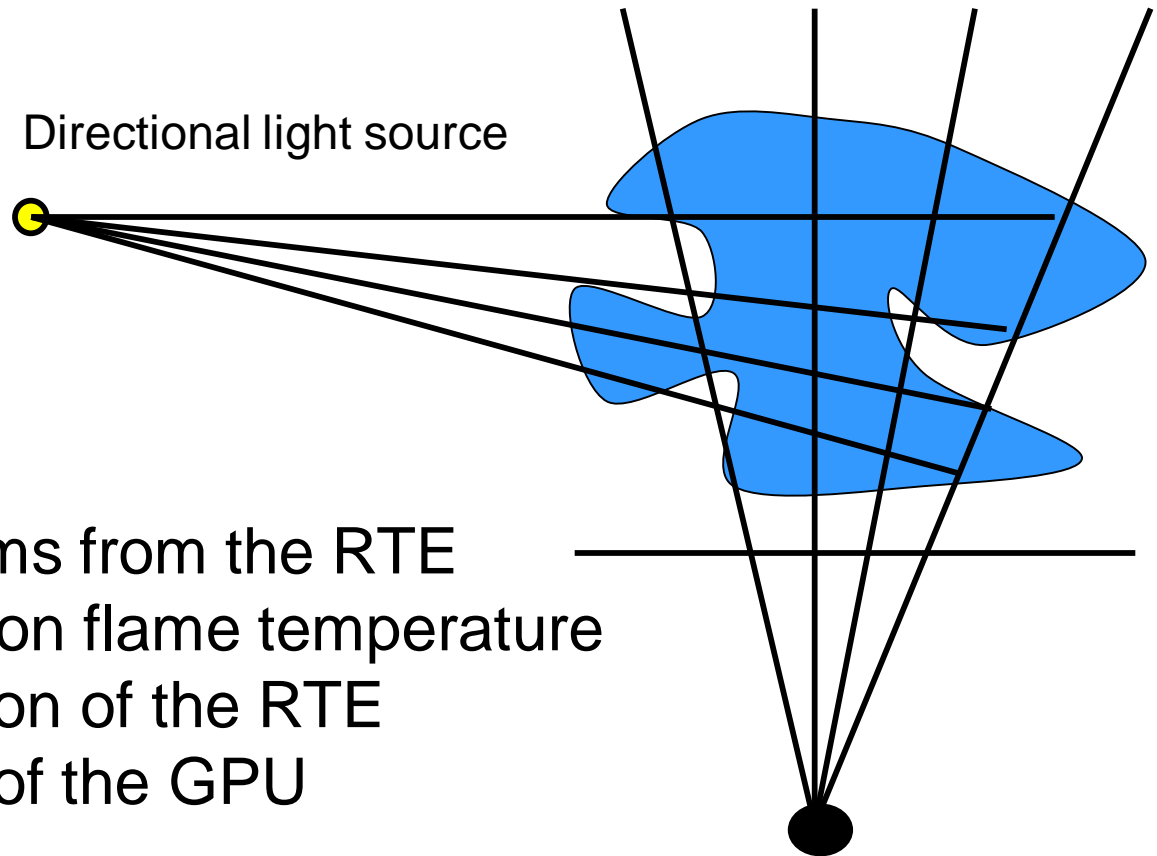 Directional light source
ms from the RTE
on flame temperature
on of the RTE
of the GPU